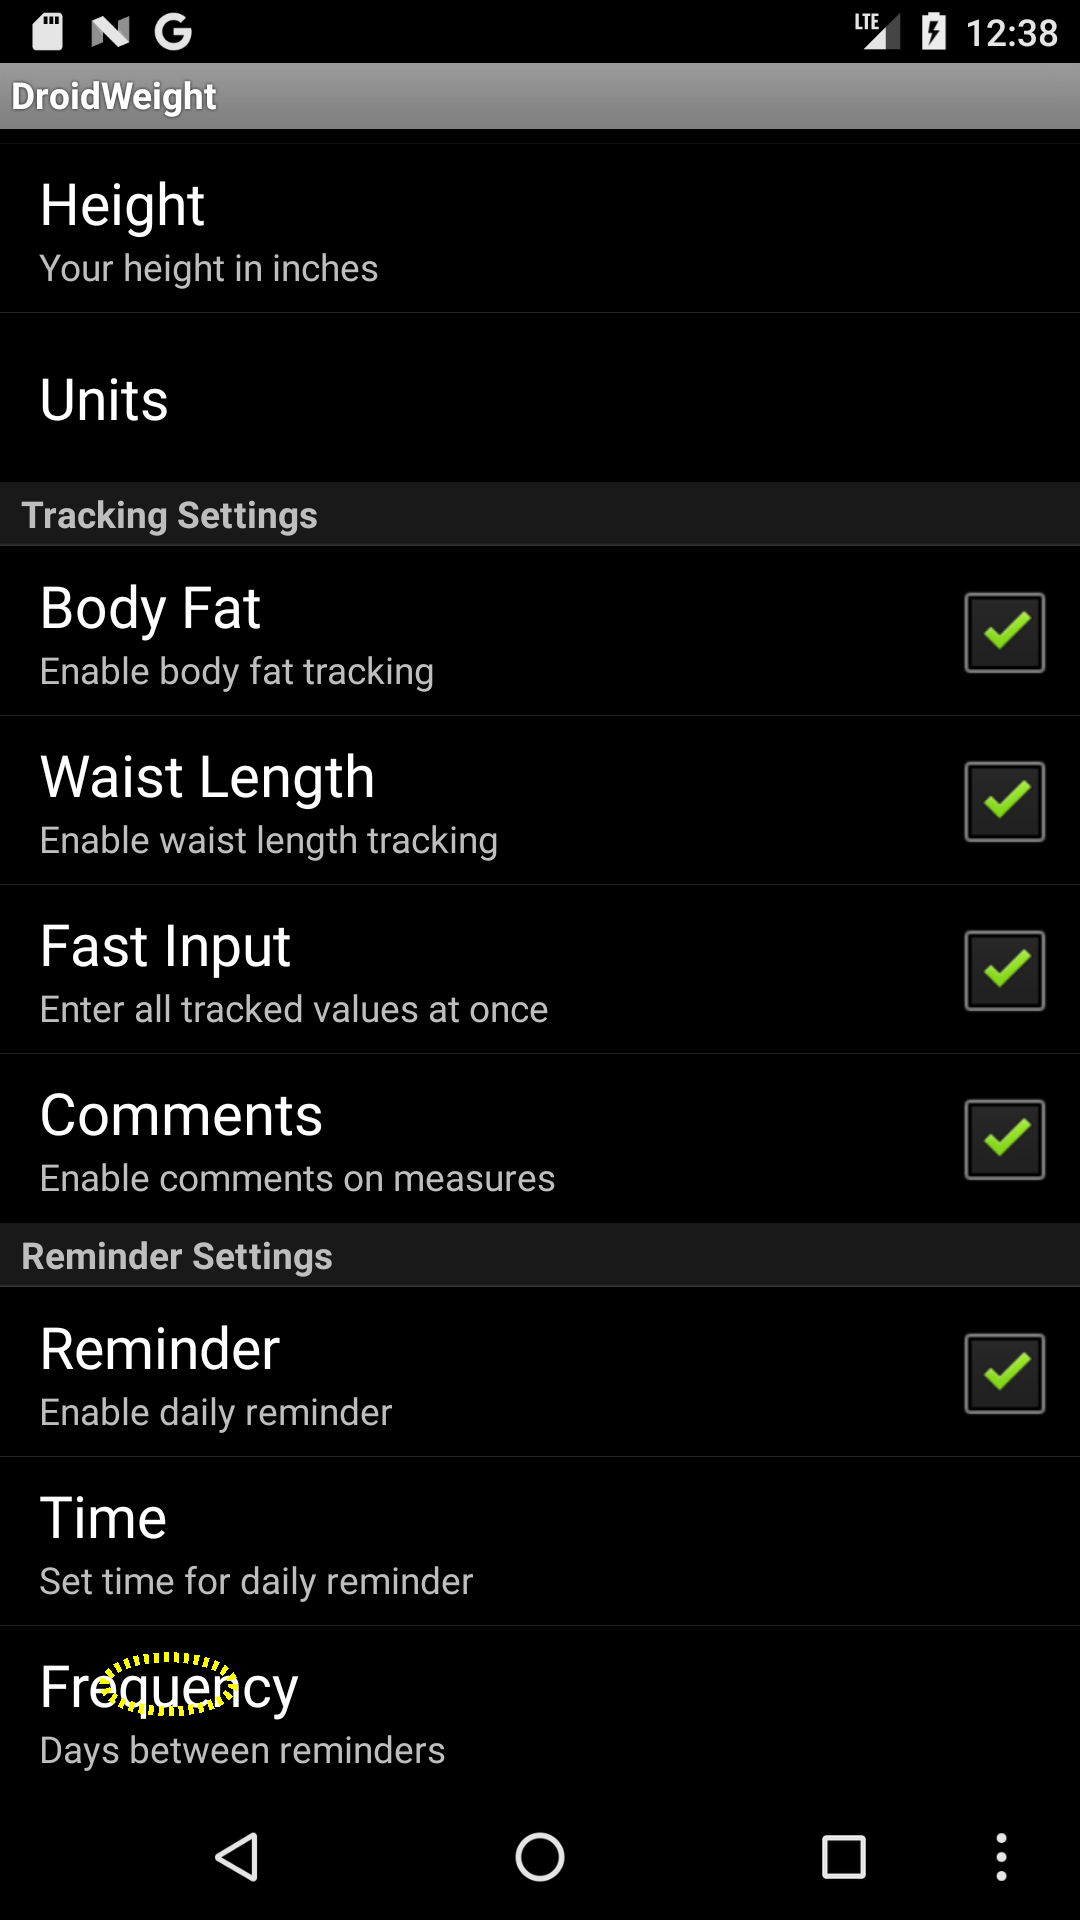 LTE 12:38
DroidWeight
Height
Your height in inches
Units
Tracking Settings
Body Fat
Enable body fat tracking
Waist Length
Enable waist length tracking
Fast Input
Enter all tracked values at once
Comments
Enable comments on measures
Reminder Settings
Reminder
Enable daily reminder
Time
Set time for daily reminder
Frequency
Days between reminders